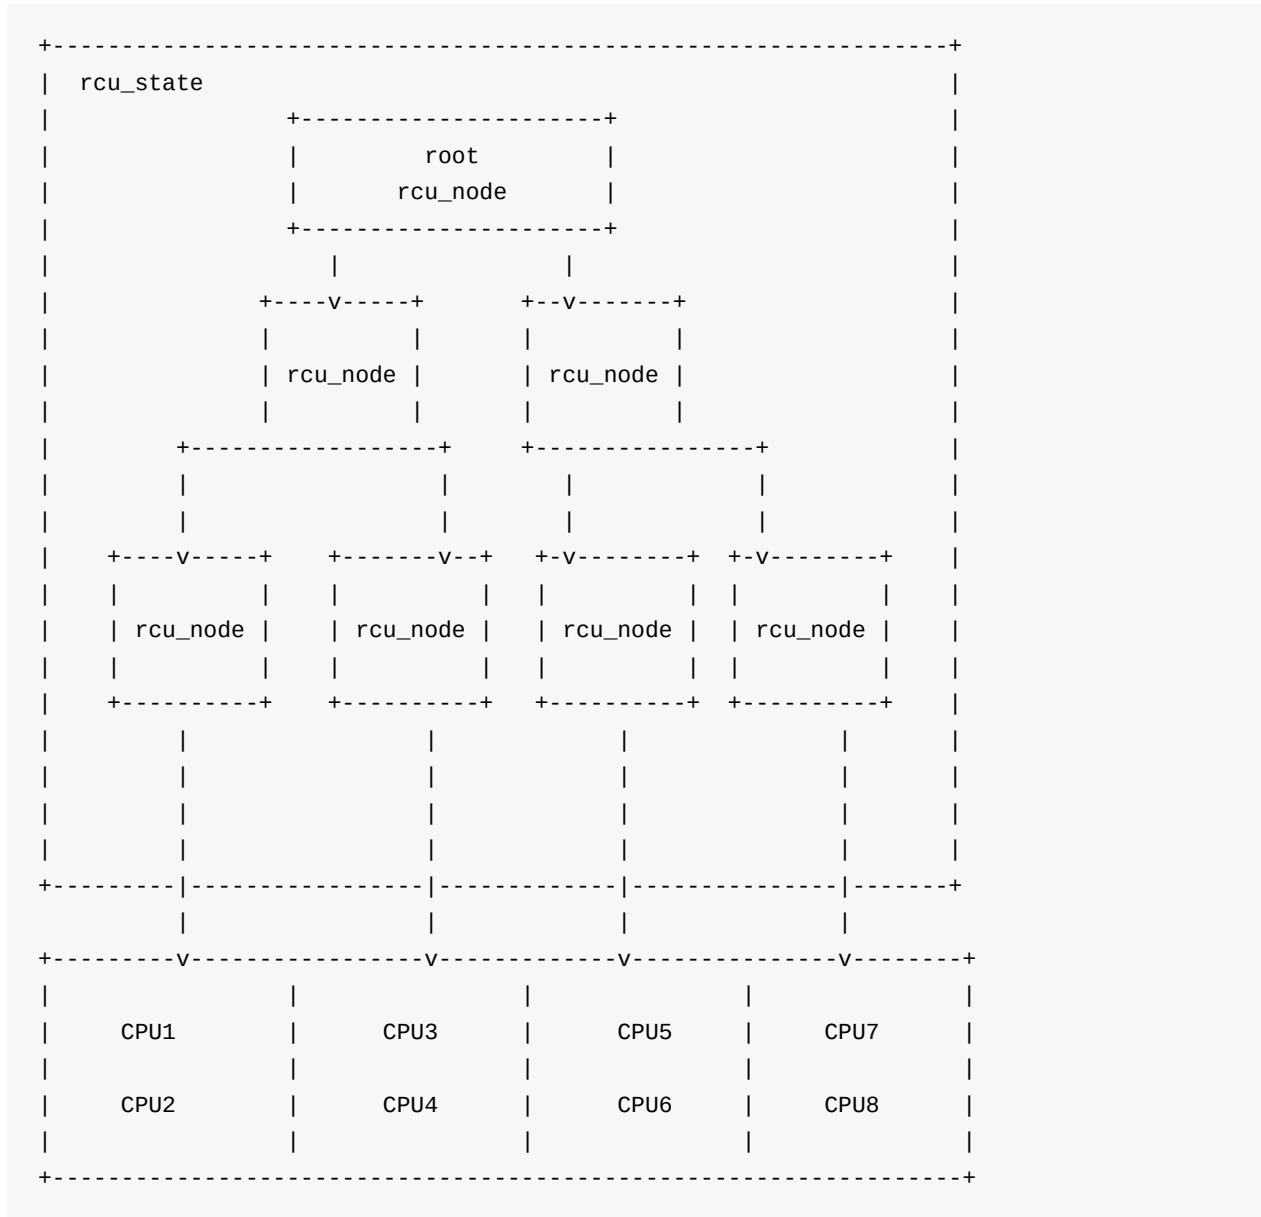 rcu_state
root
rcu_node
rcu_node rcu_node
rcu_node rcu_node rcu_node rcu_node
CPU1 CPU3 CPU5 CPU7
CPU2 CPU4 CPU6 CPU8